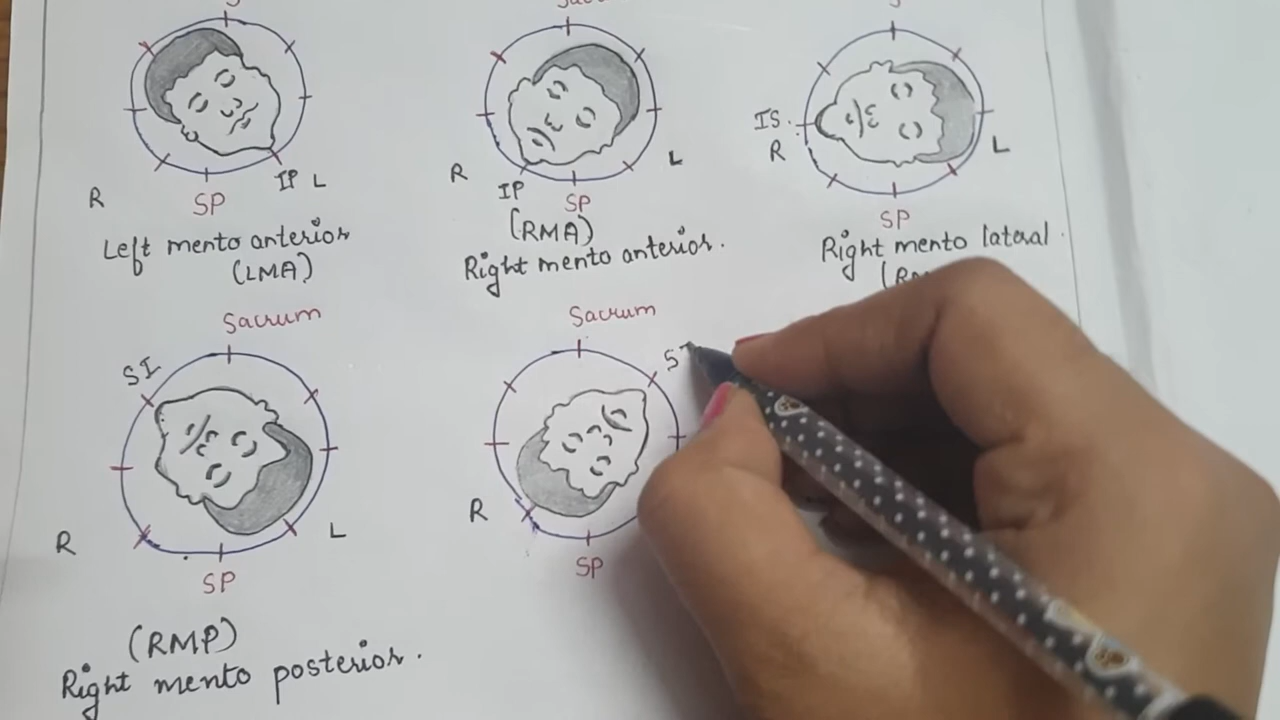 IP L
R
SP
Left mento anterior
(LMA)
R
L
IP
SP
(RMA)
Right mento anterior.
IS.
R
L
SP
Right mento lateral.
Sacrum
SI
R
L
SP
(RMP)
Right mento posterior.
Sacrum
R
SP